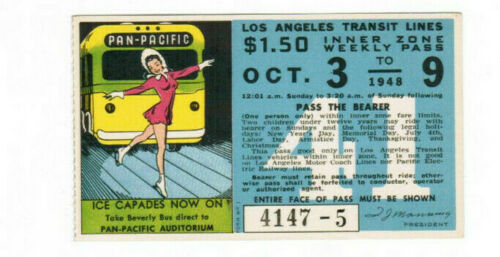 PAN-PACIFIC
ICE CAPADES NOW ON
Take Beverly Bus direct to
PAN-PACIFIC AUDITORIUM
LOS ANGELES TRANSIT LINES
$1.50 INNER ZONE
WEEKLY PASS
OCT. 3 TO 1948 9
12:01 a.m. Sunday to 3:20 a.m. of Sunday following
PASS THE BEARER
(One person only) within inner zone fare limits.
Two children under twelve years may ride with
bearer on Sundays and the following legal holi-
days: New Year's Day, Memorial Day, July 4th,
Labor Day, Armistice Day, Thanksgiving, and
Christmas.
This pass good only on Los Angeles Transit
Lines vehicles within inner zone. It is not good
on Los Angeles Motor Coach Lines nor Pacific Elec-
tric Railway lines.
Bearer must retain pass throughout ride; other-
wise pass shall be forfeited to conductor, operator
or authorized agent.
ENTIRE FACE OF PASS MUST BE SHOWN
4147-5
PRESIDENT